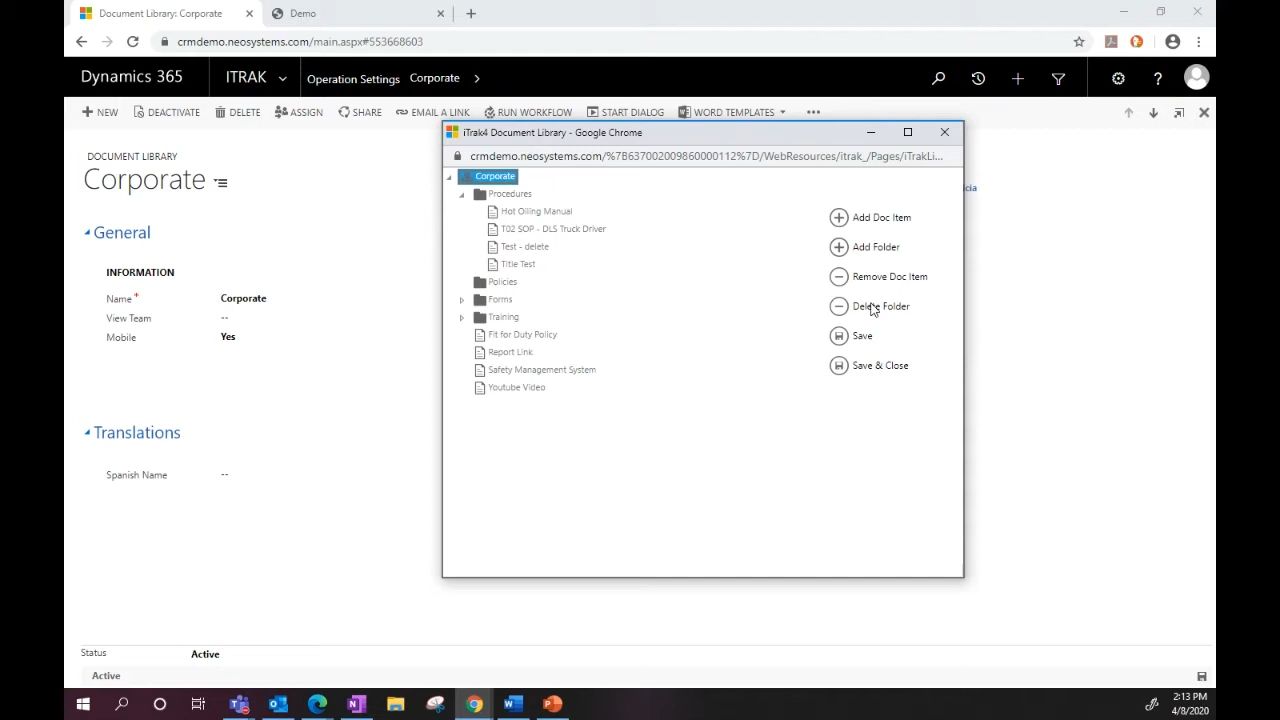 Document Library: Corporate
Demo
crmdemo.neosystems.com/main.aspx#553668603
Dynamics 365
ITRAK
Operation Settings
Corporate
NEW
DEACTIVATE
DELETE
ASSIGN
SHARE
EMAIL A LINK
RUN WORKFLOW
START DIALOG
WORD TEMPLATES
iTrak4 Document Library - Google Chrome
crmdemo.neosystems.com/%7B637002009860000112%7D/WebResources/itrak_/Pages/iTrakLi...
DOCUMENT LIBRARY
Corporate
General
INFORMATION
Name*
Corporate
View Team
--
Mobile
Yes
Translations
Spanish Name
--
Corporate
Procedures
Hot Oiling Manual
T02 SOP - DLS Truck Driver
Test - delete
Title Test
Policies
Forms
Training
Fit for Duty Policy
Report Link
Safety Management System
Youtube Video
Add Doc Item
Add Folder
Remove Doc Item
Delete Folder
Save
Save & Close
Status
Active
Active
2:13 PM
4/8/2020